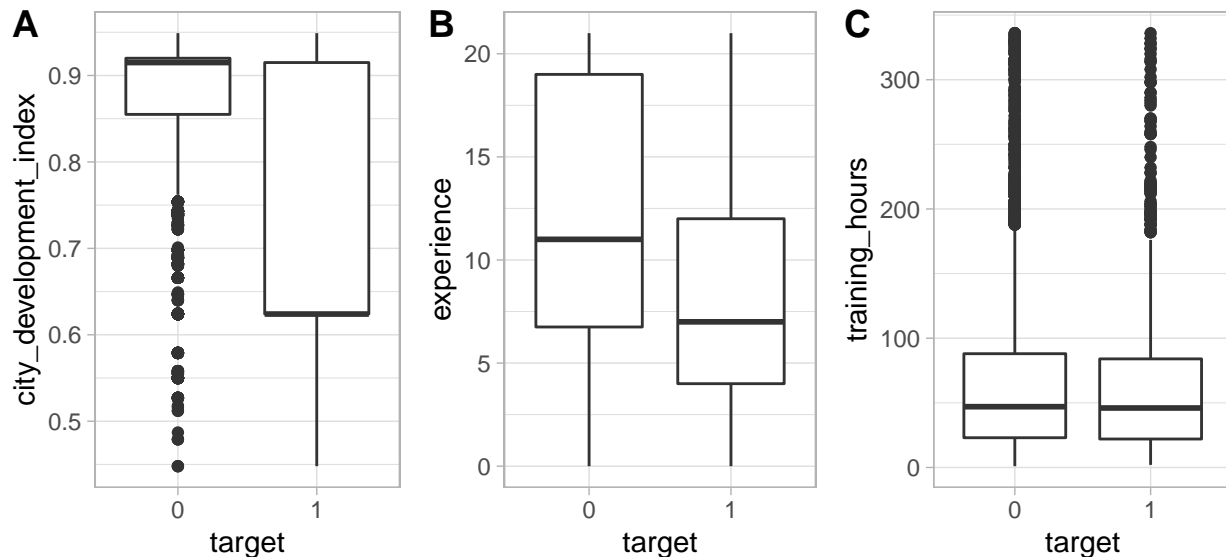 A
city_development_index
0.9
0.8
0.7
0.6
0.5
0 1
target
B
experience
20
15
10
5
0
0 1
target
C
training_hours
300
200
100
0
0 1
target